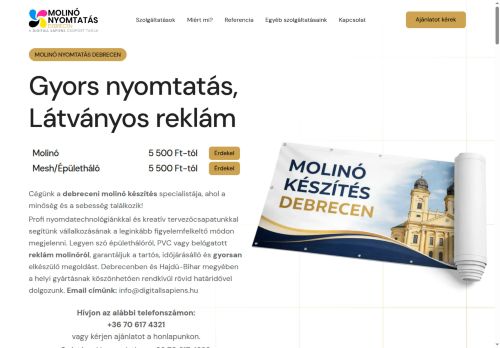 MOLINÓ
NYOMTATÁS
DEBRECEN
A DIGITALL SAPIENS CSOPORT TAGJA
Szolgáltatások
Miért mi?
Referencia
Egyéb szolgáltatásaink
Kapcsolat
Ajánlatot kérek
MOLINÓ NYOMTATÁS DEBRECEN
Gyors nyomtatás,
Látványos reklám
Molinó 5 500 Ft-tól Érdekel
Mesh/Épületháló 5 500 Ft-tól Érdekel
Cégünk a debreceni molinó készítés specialistája, ahol a
minőség és a sebesség találkozik!
Profi nyomdatechnológiánkkal és kreatív tervezőcsapatunkkal
segítünk vállalkozásának a leginkább figyelemfelkeltő módon
megjelenni. Legyen szó épülethálóról, PVC vagy belógatott
reklám molinóról, garantáljuk a tartós, időjárásálló és gyorsan
elkészülő megoldást. Debrecenben és Hajdú-Bihar megyében
a helyi gyártásnak köszönhetően rendkívül rövid határidővel
dolgozunk. Email címünk: info@digitallsapiens.hu
Hívjon az alábbi telefonszámon:
+36 70 617 4321
vagy kérjen ajánlatot a honlapunkon.
MOLINÓ
KÉSZÍTÉS
DEBRECEN